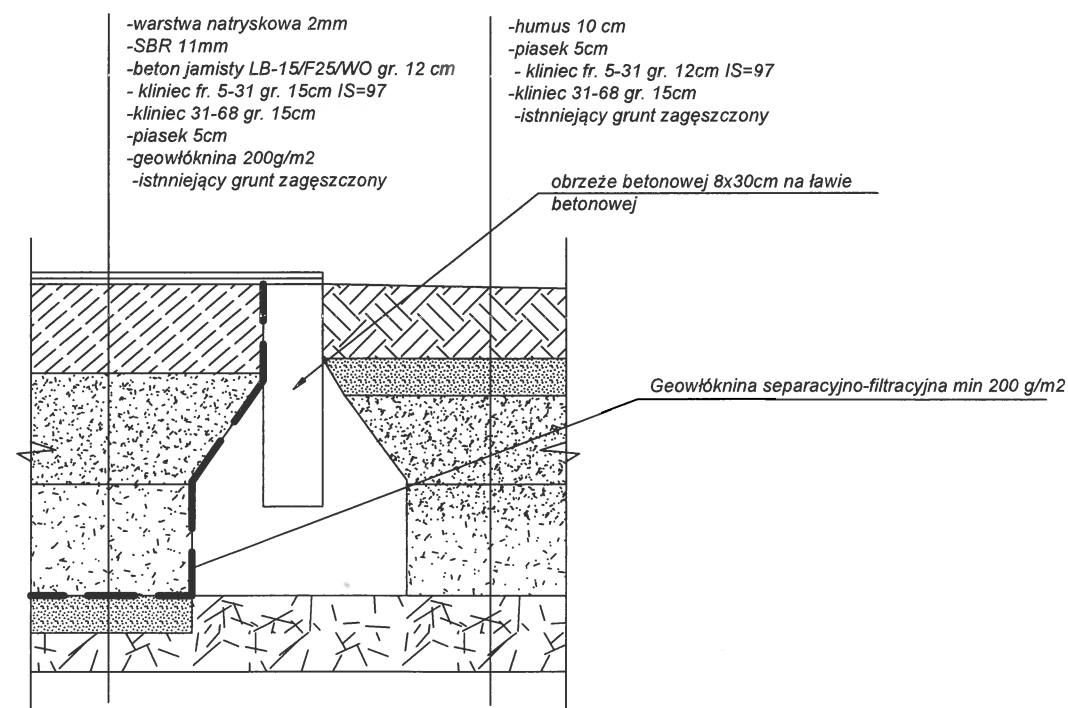 -warstwa natryskowa 2mm
-SBR 11mm
-beton jamisty LB-15/F25/WO gr. 12 cm
- kliniec fr. 5-31 gr. 15cm IS=97
-kliniec 31-68 gr. 15cm
-piasek 5cm
-geowłóknina 200g/m2
-istnniejący grunt zagęszczony
-humus 10 cm
-piasek 5cm
- kliniec fr. 5-31 gr. 12cm IS=97
-kliniec 31-68 gr. 15cm
-istnniejący grunt zagęszczony
obrzeże betonowej 8x30cm na ławie
betonowej
Geowłóknina separacyjno-filtracyjna min 200 g/m2